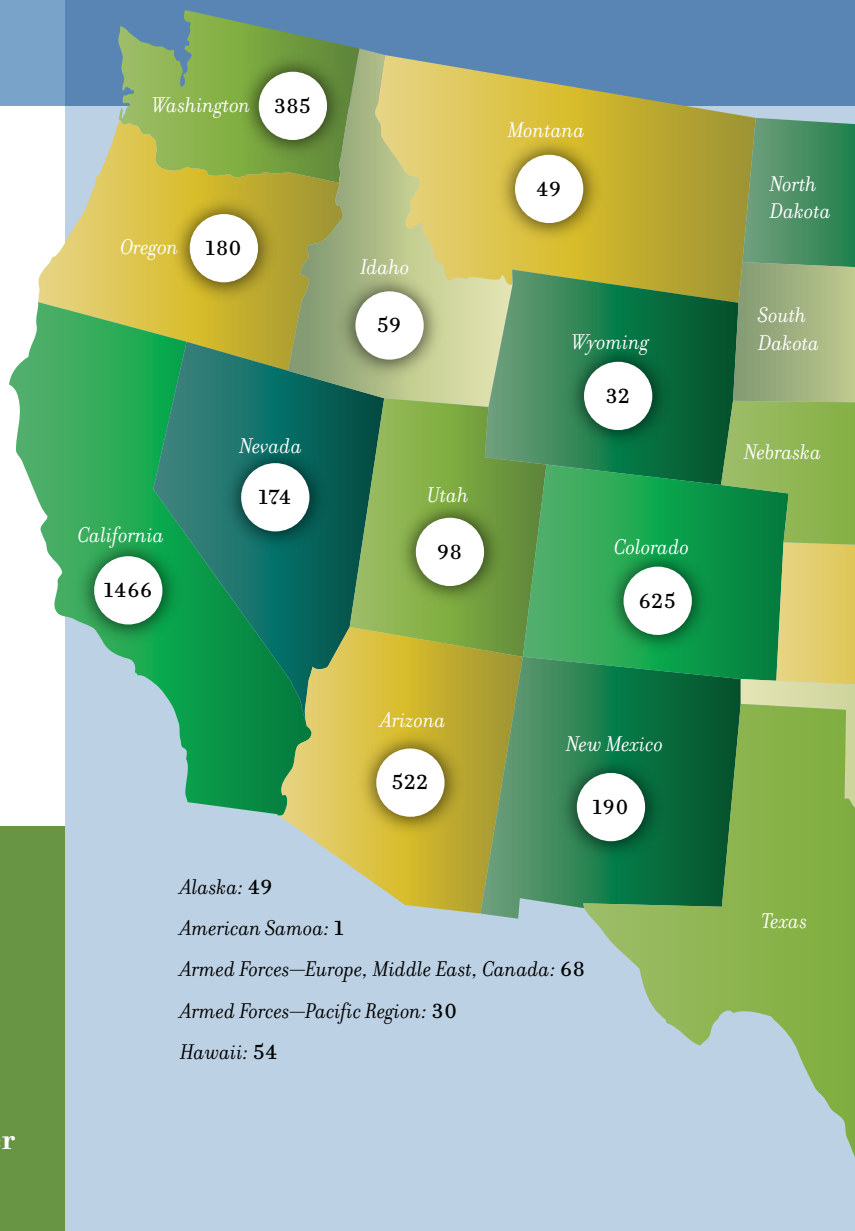 Washington 385
Montana
49
North
Dakota
Oregon 180
Idaho
59
South
Dakota
Wyoming
32
Nevada
174
Nebraska
Utah
98
California
1466
Colorado
625
Arizona
522
New Mexico
190
Texas
Alaska: 49
American Samoa: 1
Armed Forces—Europe, Middle East, Canada: 68
Armed Forces—Pacific Region: 30
Hawaii: 54
r